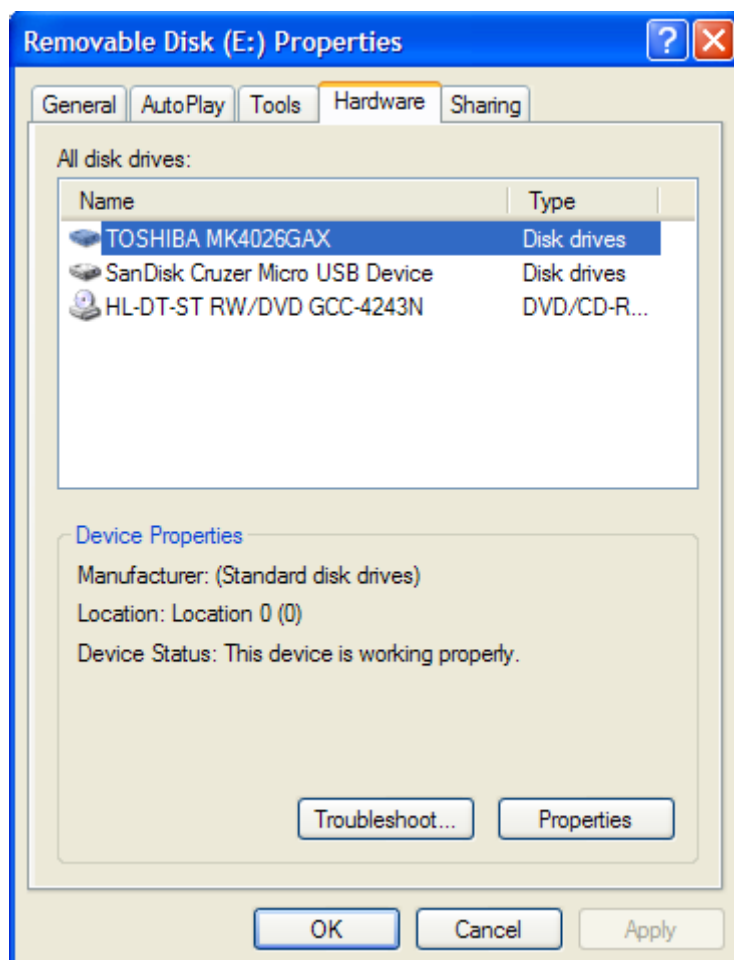 Removable Disk (E:) Properties
General AutoPlay Tools Hardware Sharing
All disk drives:
Name Type
TOSHIBA MK4026GAX Disk drives
SanDisk Cruzer Micro USB Device Disk drives
HL-DT-ST RW/DVD GCC-4243N DVD/CD-R...
Device Properties
Manufacturer: (Standard disk drives)
Location: Location 0 (0)
Device Status: This device is working properly.
Troubleshoot... Properties
OK Cancel Apply